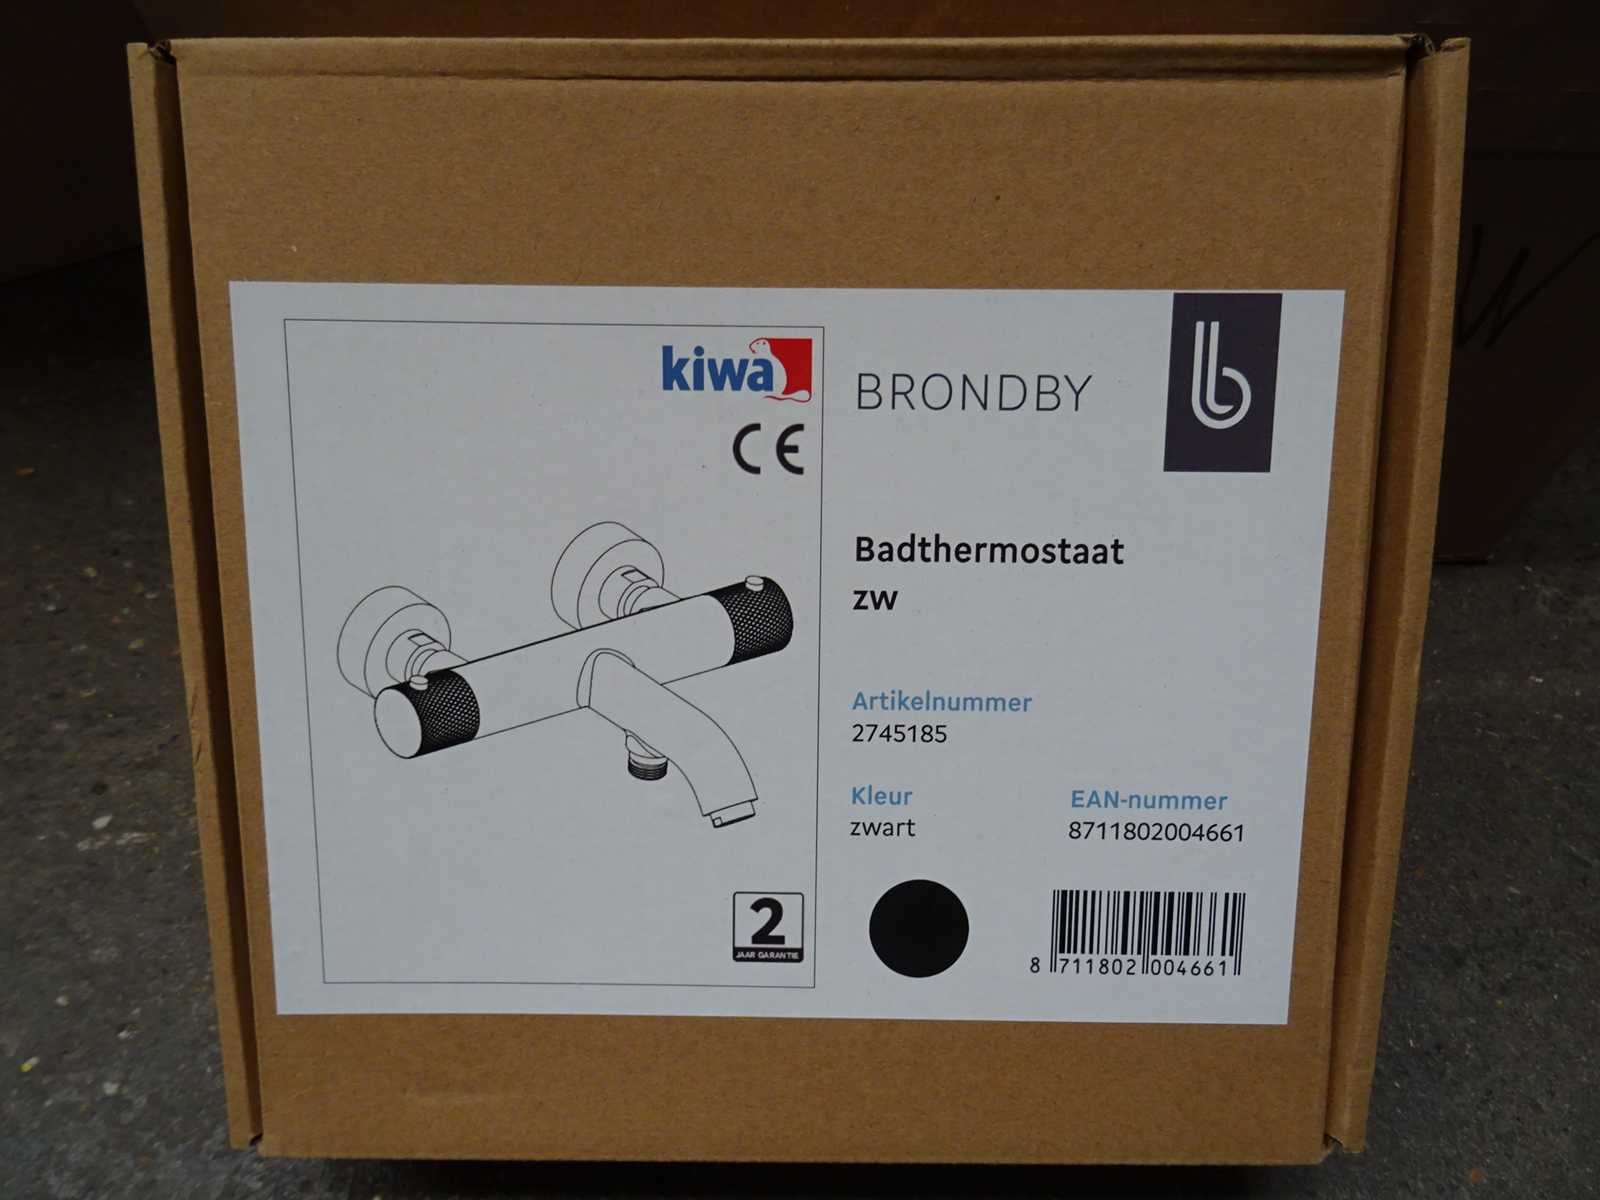 kiwa
CE
BRONDBY
b
Badthermostaat
zw
Artikelnummer
2745185
Kleur
zwart
EAN-nummer
8711802004661
2
JAAR GARANTIE
8 711802 004661